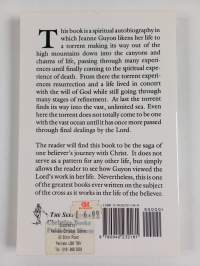 This book is a spiritual autobiography in
which Jeanne Guyon likens her life to
a torrent making its way out of the
high mountains down into the canyons and
chasms of life, passing through many experi-
ences until finally coming to the spiritual expe-
rience of death. From there the torrent experi-
ences resurrection and a life lived in concert
with the will of God while still going through
many stages of refinement. At last the torrent
finds its way into the vast, unlimited sea. Even
here the torrent does not totally come to be one
with the vast ocean until it has once more passed
through final dealings by the Lord.
The reader will find this book to be the saga of
one believer's journey with Christ. It does not
serve as a pattern for any other life, but simply
allows the reader to see how Guyon viewed the
Lord's work in her life. Nevertheless, this is one
of the greatest books ever written on the subject
of the cross as it works in the life of the believer.